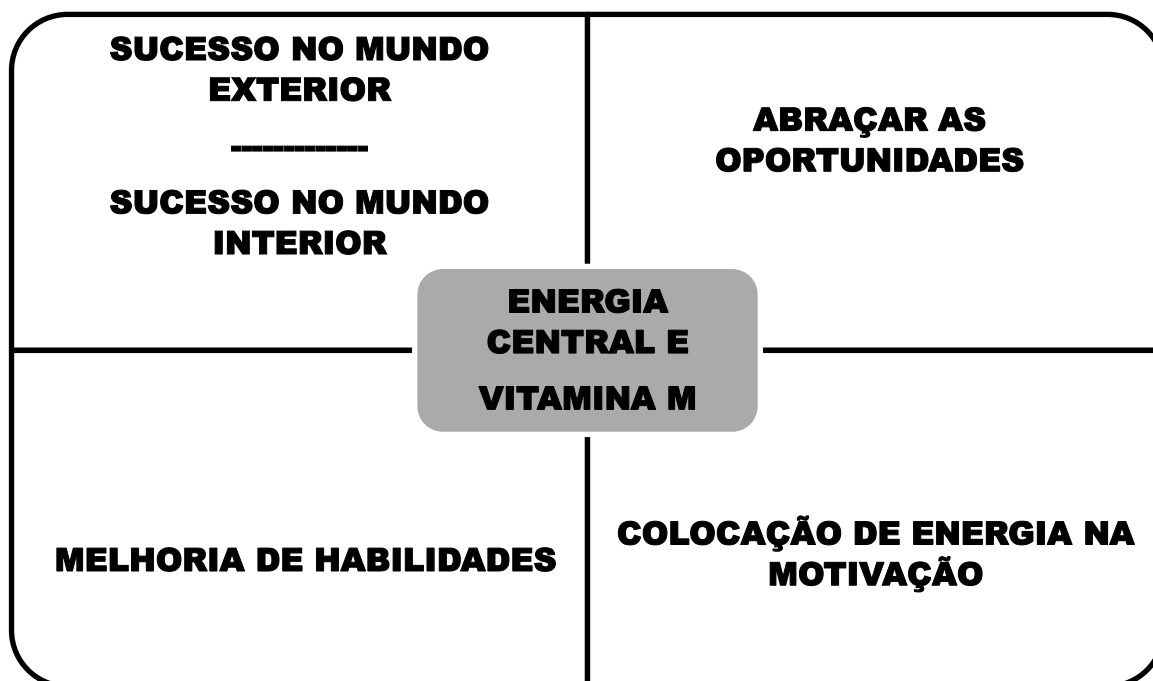 SUCESSO NO MUNDO
EXTERIOR
-------------
SUCESSO NO MUNDO
INTERIOR
ABRAÇAR AS
OPORTUNIDADES
ENERGIA
CENTRAL E
VITAMINA M
MELHORIA DE HABILIDADES
COLOCAÇÃO DE ENERGIA NA
MOTIVAÇÃO